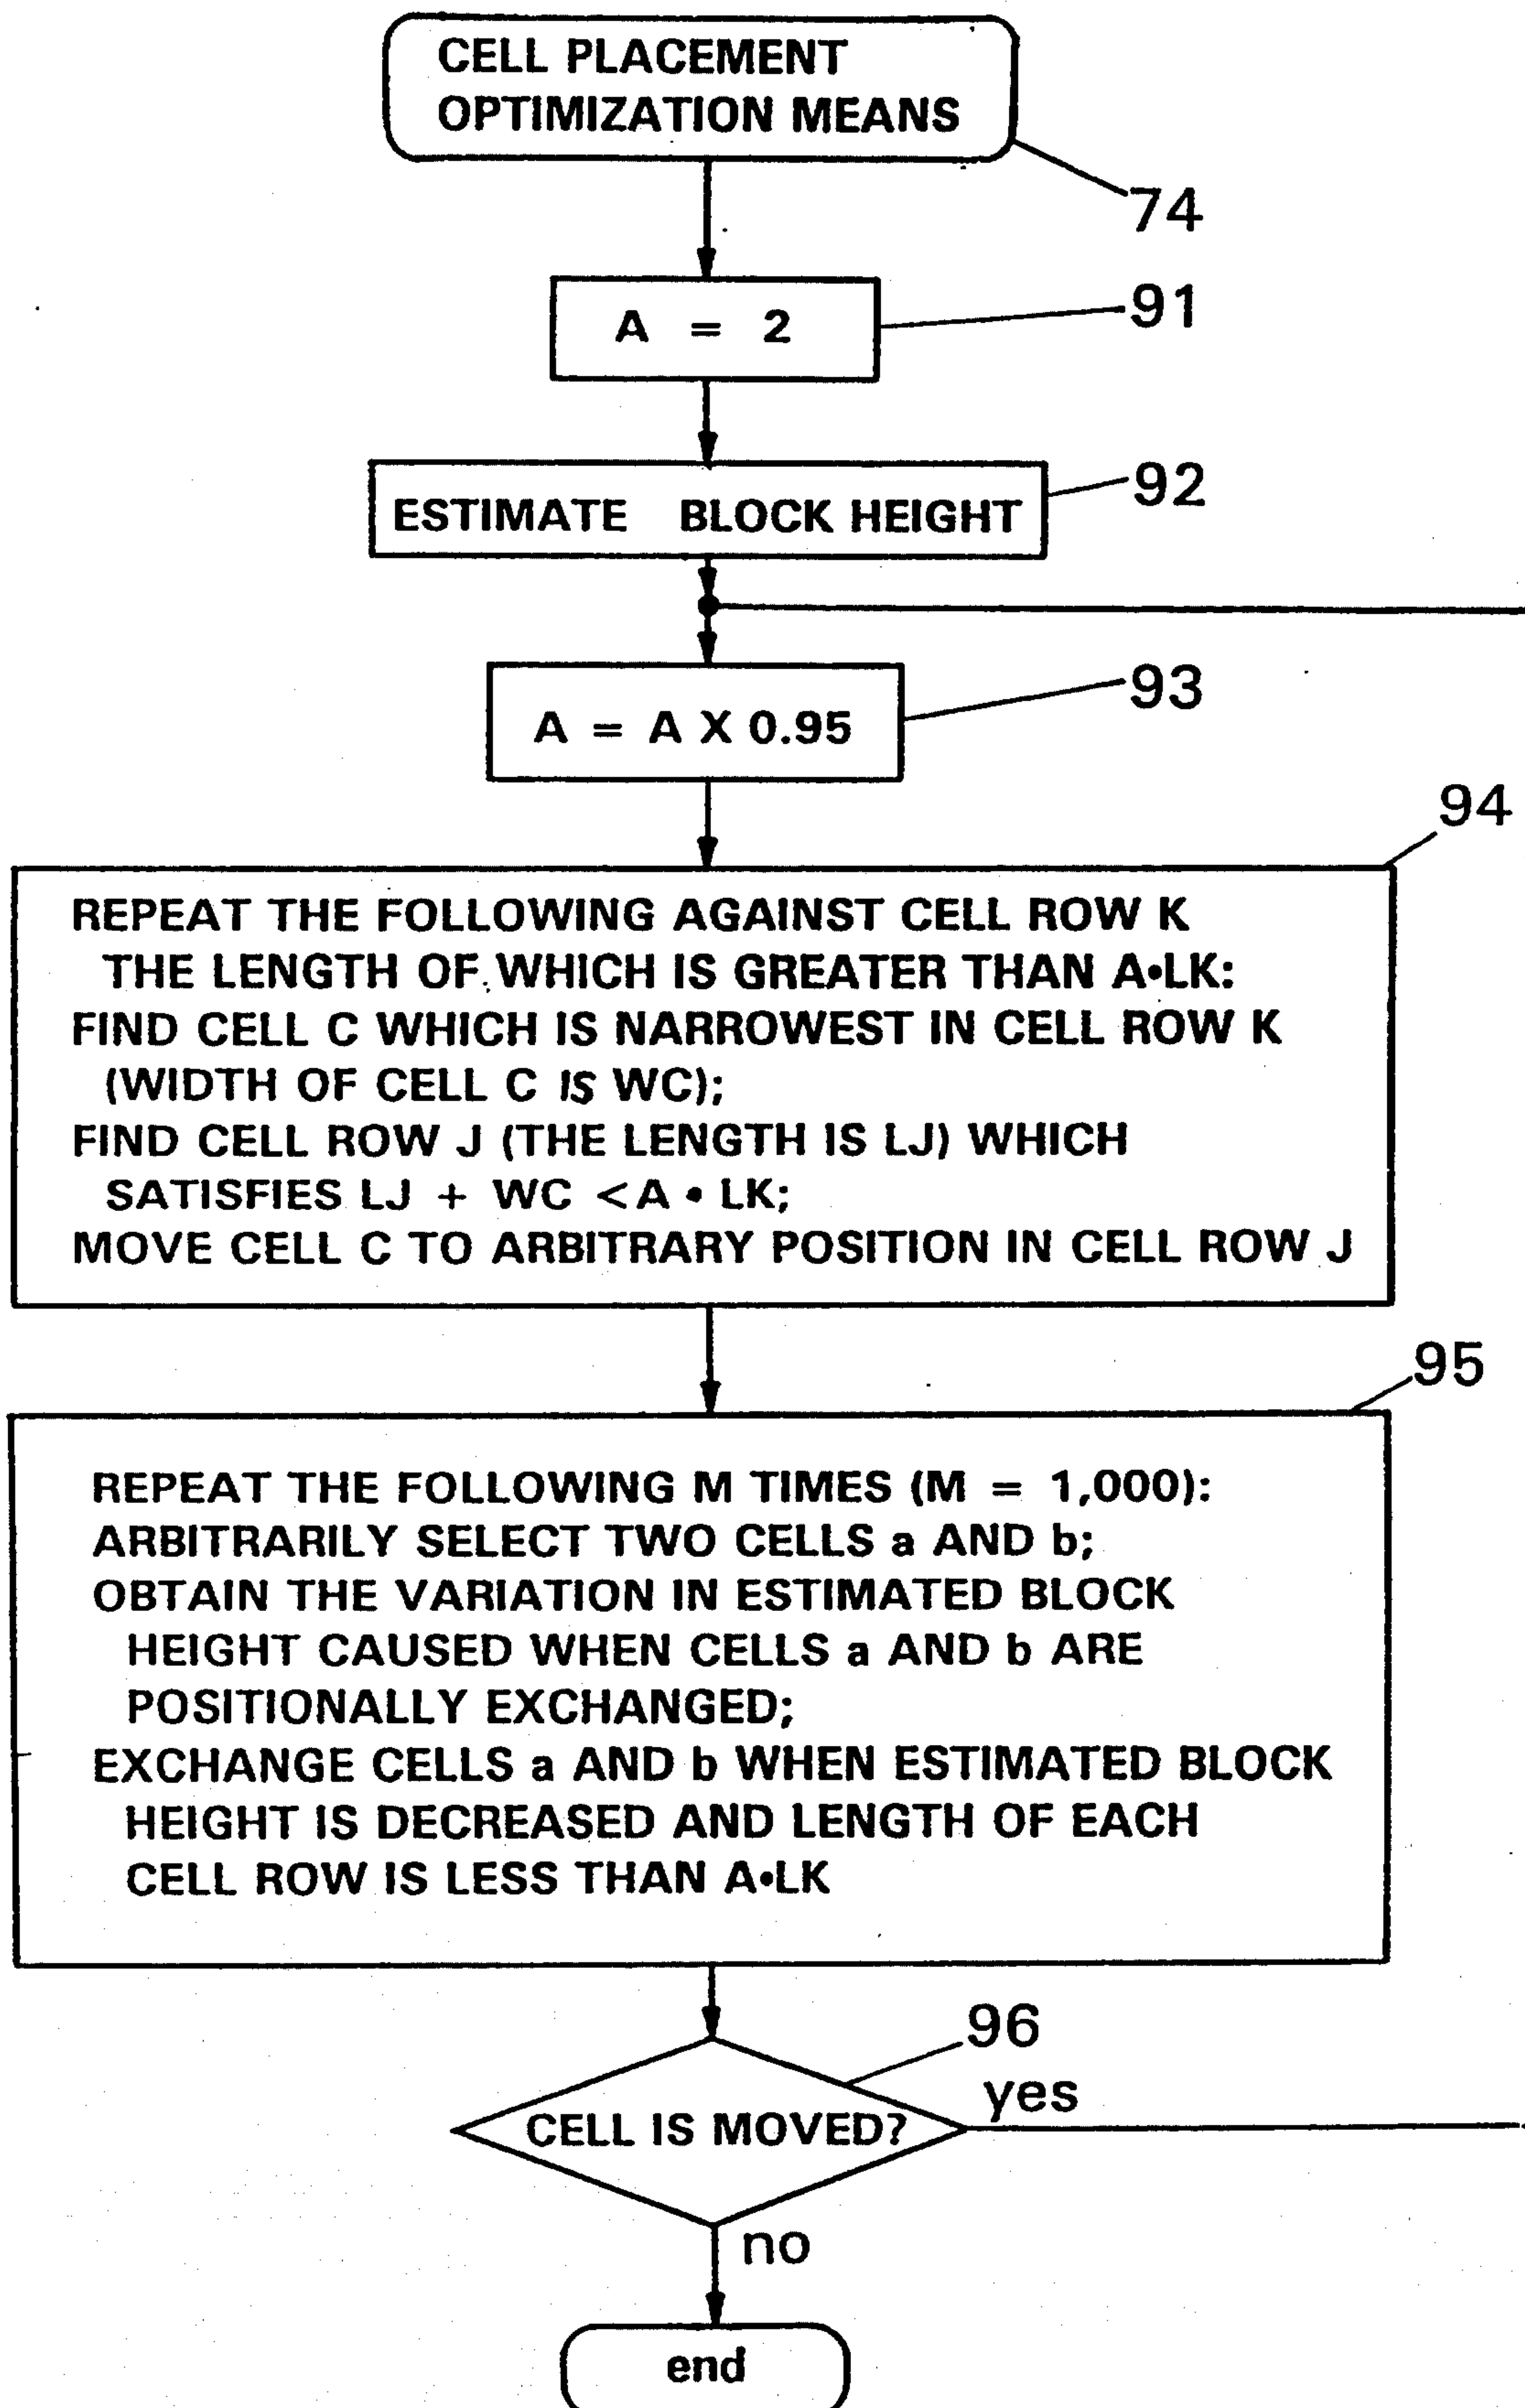 CELL PLACEMENT
OPTIMIZATION MEANS
74
A = 2
91
ESTIMATE BLOCK HEIGHT
92
A = A X 0.95
93
94
REPEAT THE FOLLOWING AGAINST CELL ROW K
THE LENGTH OF WHICH IS GREATER THAN A•LK:
FIND CELL C WHICH IS NARROWEST IN CELL ROW K
(WIDTH OF CELL C IS WC);
FIND CELL ROW J (THE LENGTH IS LJ) WHICH
SATISFIES LJ + WC < A • LK;
MOVE CELL C TO ARBITRARY POSITION IN CELL ROW J
95
REPEAT THE FOLLOWING M TIMES (M = 1,000):
ARBITRARILY SELECT TWO CELLS a AND b;
OBTAIN THE VARIATION IN ESTIMATED BLOCK
HEIGHT CAUSED WHEN CELLS a AND b ARE
POSITIONALLY EXCHANGED;
EXCHANGE CELLS a AND b WHEN ESTIMATED BLOCK
HEIGHT IS DECREASED AND LENGTH OF EACH
CELL ROW IS LESS THAN A•LK
96
yes
CELL IS MOVED?
no
end